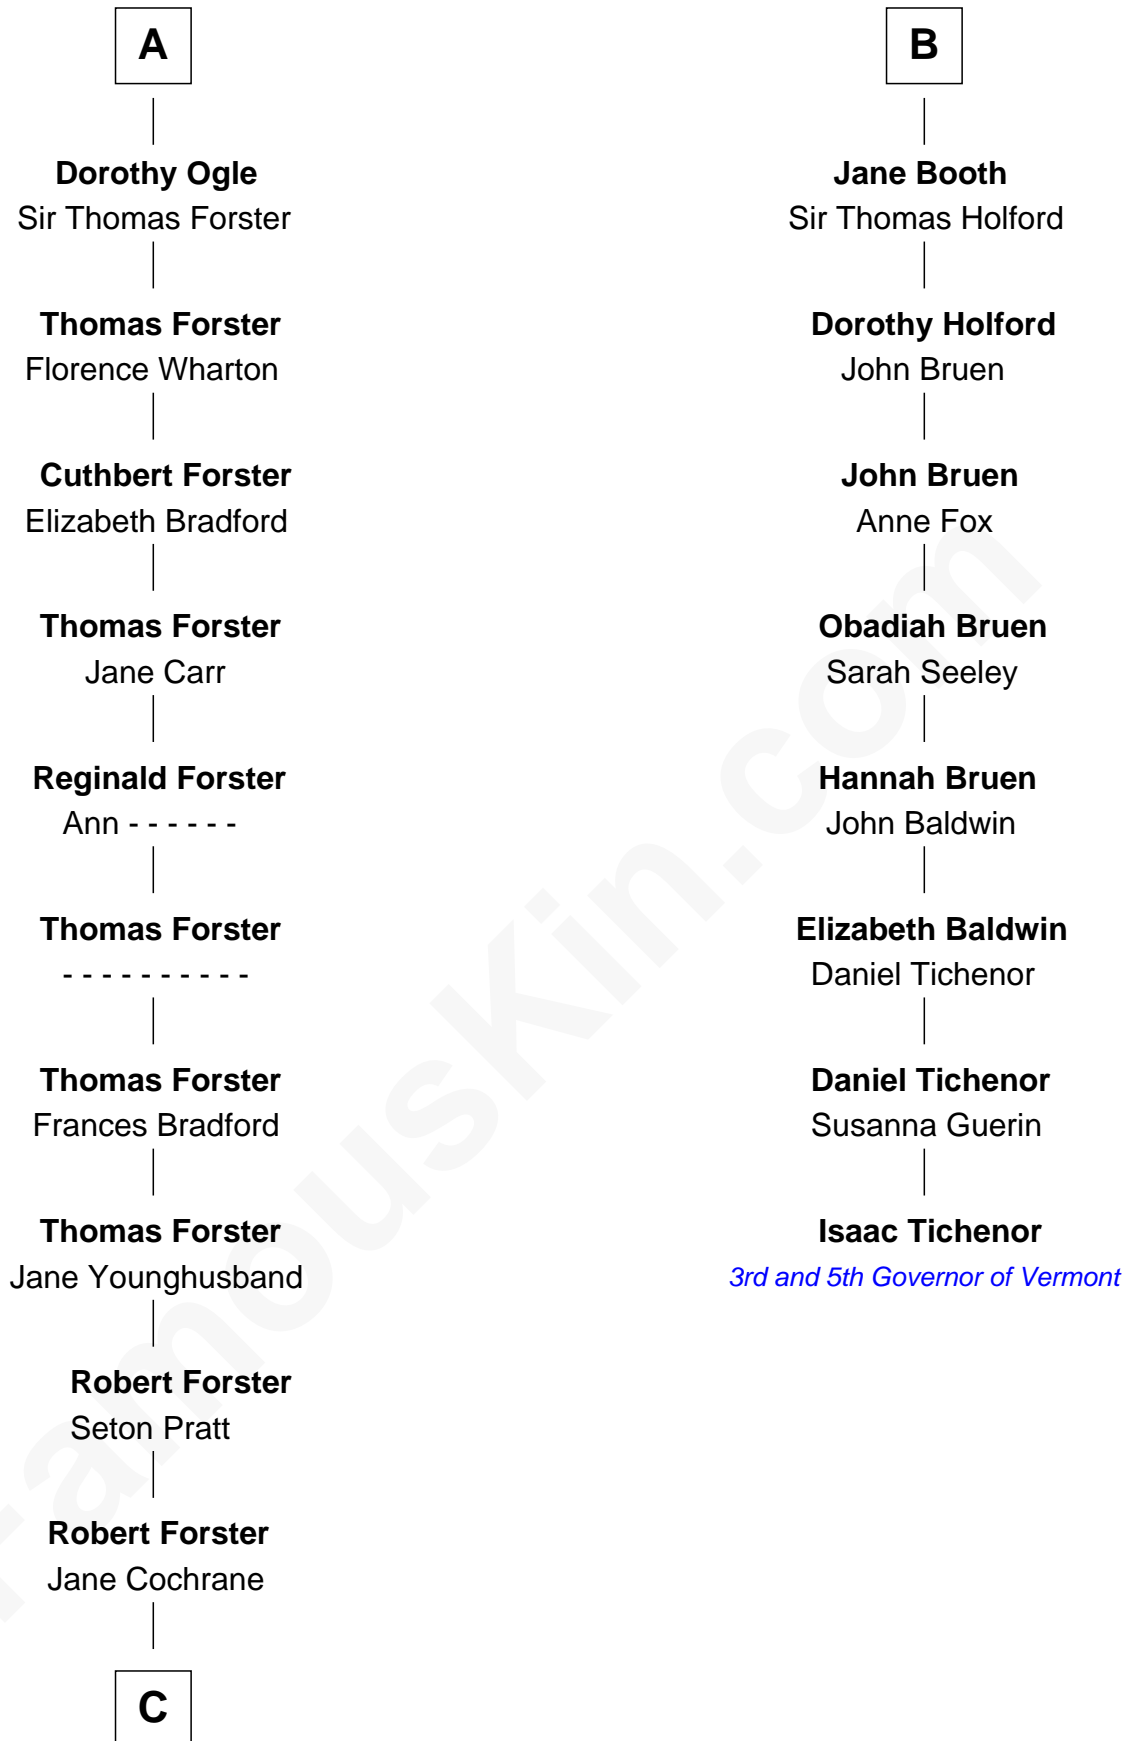 A
Dorothy Ogle
Sir Thomas Forster
Thomas Forster
Florence Wharton
Cuthbert Forster
Elizabeth Bradford
Thomas Forster
Jane Carr
Reginald Forster
Ann - - - - - -
Thomas Forster
- - - - - - - - - -
Thomas Forster
Frances Bradford
Thomas Forster
Jane Younghusband
Robert Forster
Seton Pratt
Robert Forster
Jane Cochrane
C
B
Jane Booth
Sir Thomas Holford
Dorothy Holford
John Bruen
John Bruen
Anne Fox
Obadiah Bruen
Sarah Seeley
Hannah Bruen
John Baldwin
Elizabeth Baldwin
Daniel Tichenor
Daniel Tichenor
Susanna Guerin
Isaac Tichenor
3rd and 5th Governor of Vermont
FamousKin.com